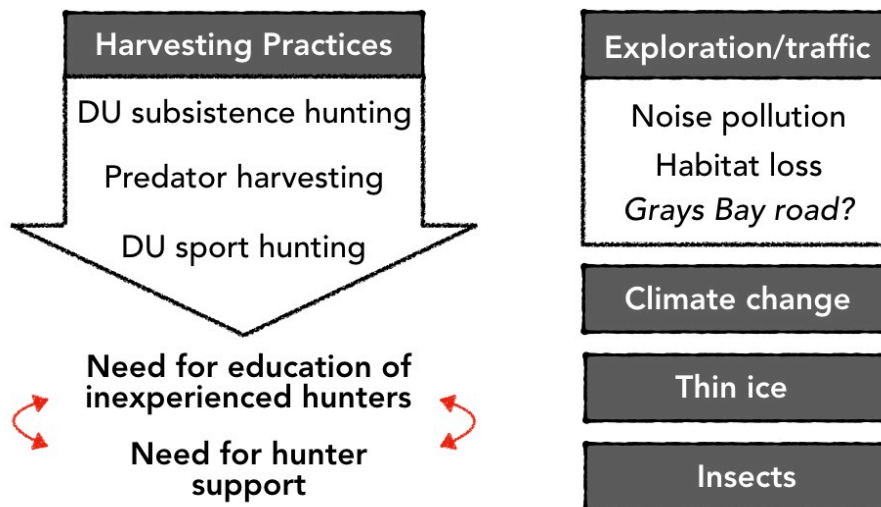 Harvesting Practices
DU subsistence hunting
Predator harvesting
DU sport hunting
Need for education of
inexperienced hunters
Need for hunter
support
Exploration/traffic
Noise pollution
Habitat loss
Grays Bay road?
Climate change
Thin ice
Insects